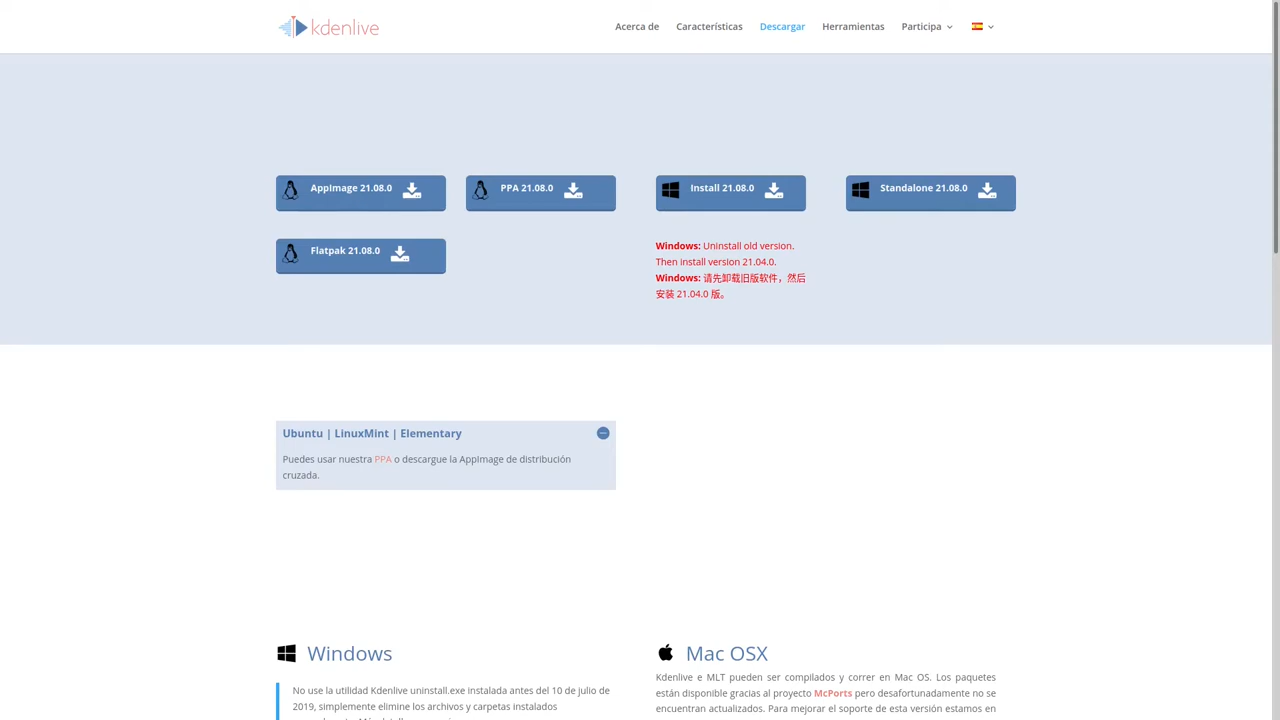 kdenlive
Acerca de
Características
Descargar
Herramientas
Participa
AppImage 21.08.0
PPA 21.08.0
Install 21.08.0
Standalone 21.08.0
Flatpak 21.08.0
Windows: Uninstall old version.
Then install version 21.04.0.
Windows: 请先卸载旧版软件，然后
安装 21.04.0 版。
Ubuntu | LinuxMint | Elementary
Puedes usar nuestra PPA o descargue la AppImage de distribución
cruzada.
Windows
No use la utilidad Kdenlive uninstall.exe instalada antes del 10 de julio de
2019, simplemente elimine los archivos y carpetas instalados
Mac OSX
Kdenlive e MLT pueden ser compilados y correr en Mac OS. Los paquetes
están disponible gracias al proyecto McPorts pero desafortunadamente no se
encuentran actualizados. Para mejorar el soporte de esta versión estamos en